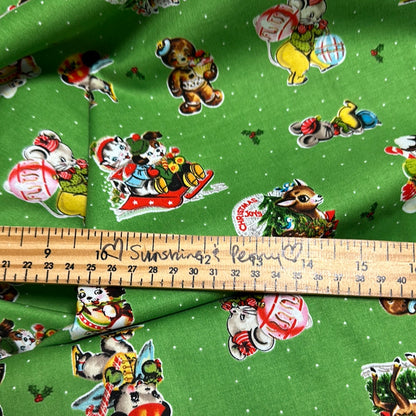 CHRISTMAS
JOYS
9 10 ♡ Sunshine & Peppy ♡ 14 15
21 22 23 24 25 26 27 28 29 30 31 32 33 34 35 36 37 38 39 40